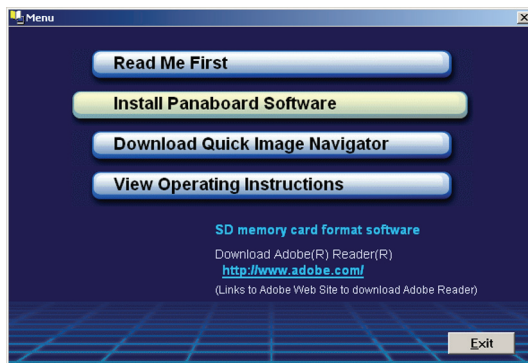 Menu
Read Me First
Install Panaboard Software
Download Quick Image Navigator
View Operating Instructions
SD memory card format software
Download Adobe(R) Reader(R)
http://www.adobe.com/
(Links to Adobe Web Site to download Adobe Reader)
Exit